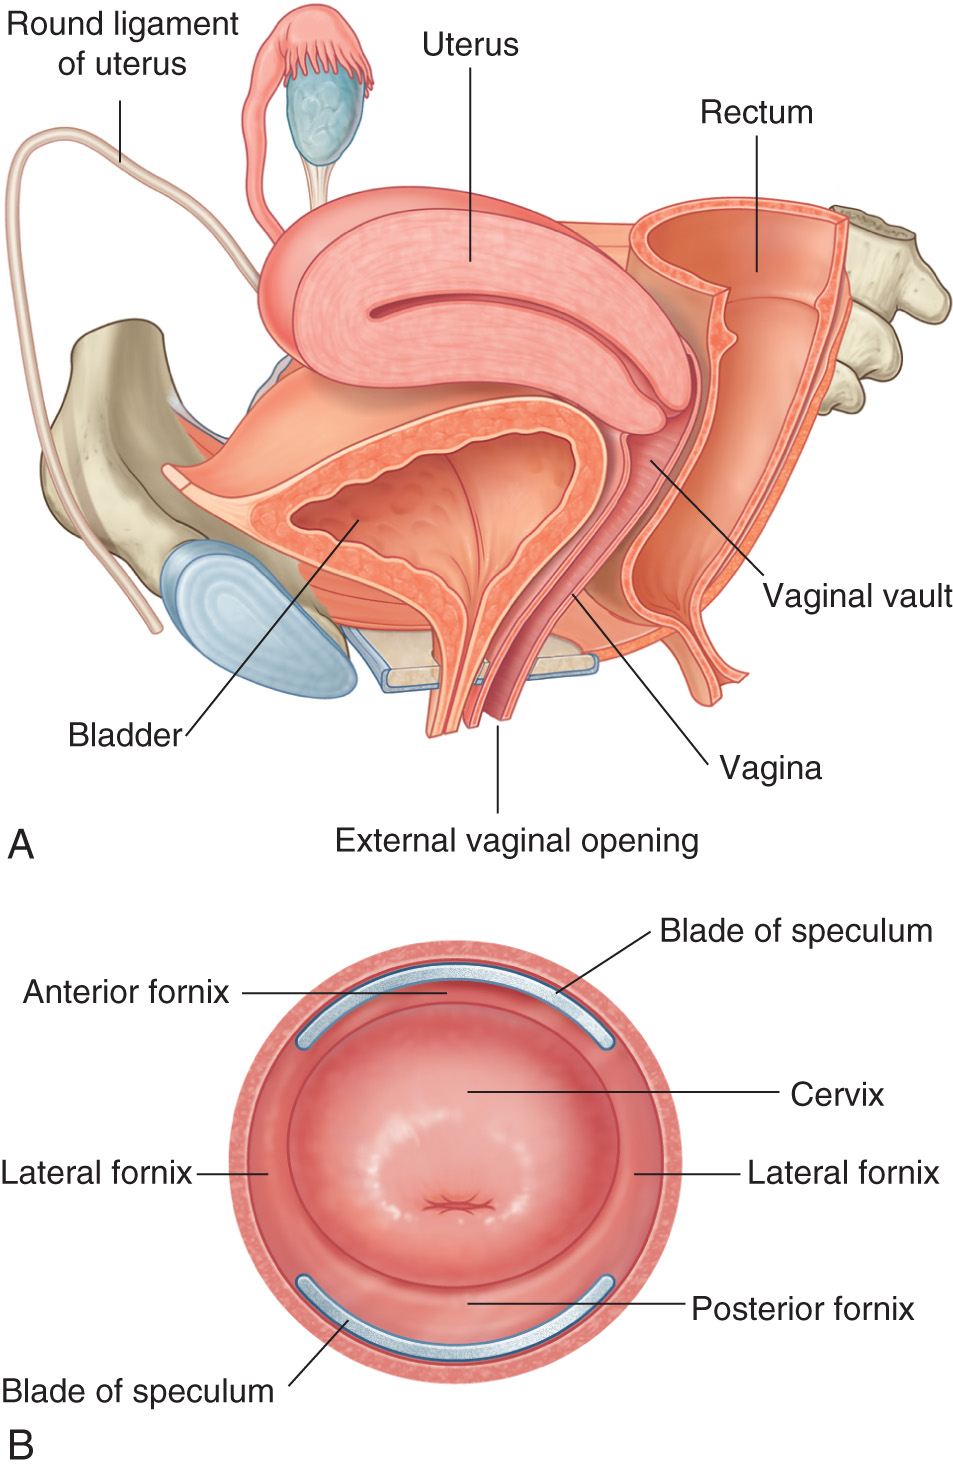 Round ligament
of uterus
Uterus
Rectum
Vaginal vault
Bladder
Vagina
External vaginal opening
A
Blade of speculum
Anterior fornix
Cervix
Lateral fornix
Lateral fornix
Posterior fornix
Blade of speculum
B